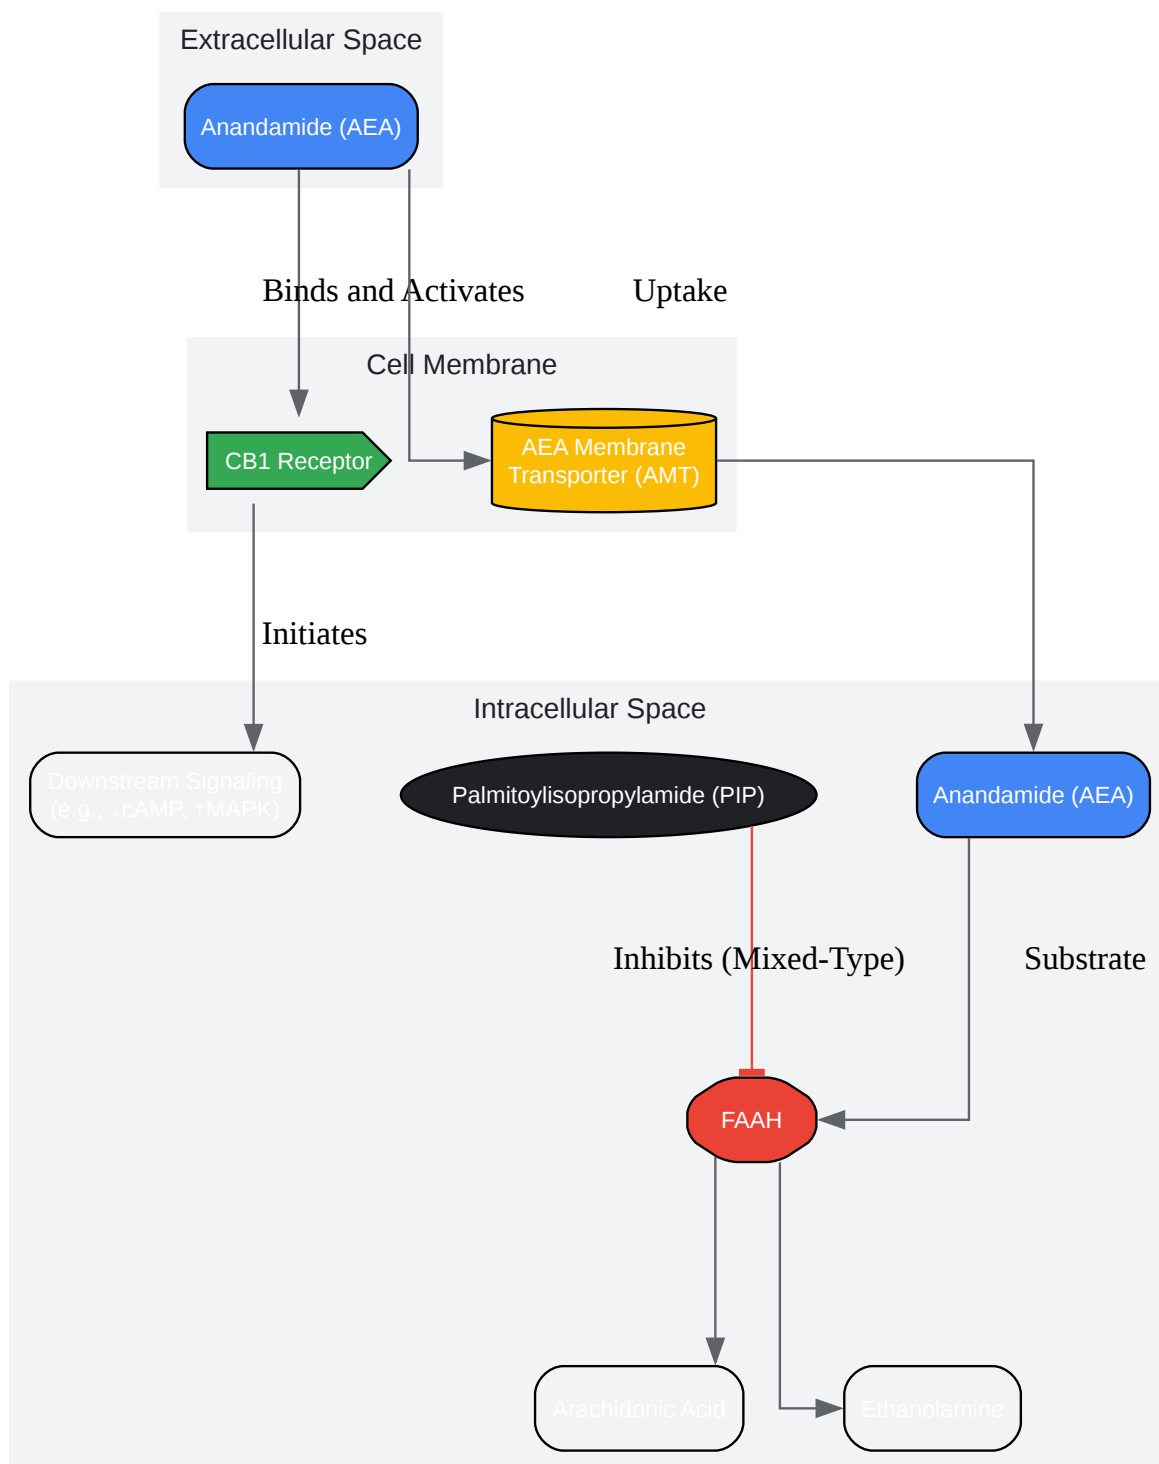 Extracellular Space
Anandamide (AEA)
Binds and Activates
Uptake
Cell Membrane
CB1 Receptor
AEA Membrane
Transporter (AMT)
Initiates
Intracellular Space
Downstream Signaling
(e.g., ↓cAMP, ↑MAPK)
Palmitoylisopropylamide (PIP)
Anandamide (AEA)
Inhibits (Mixed-Type)
Substrate
FAAH
Arachidonic Acid
Ethanolamine